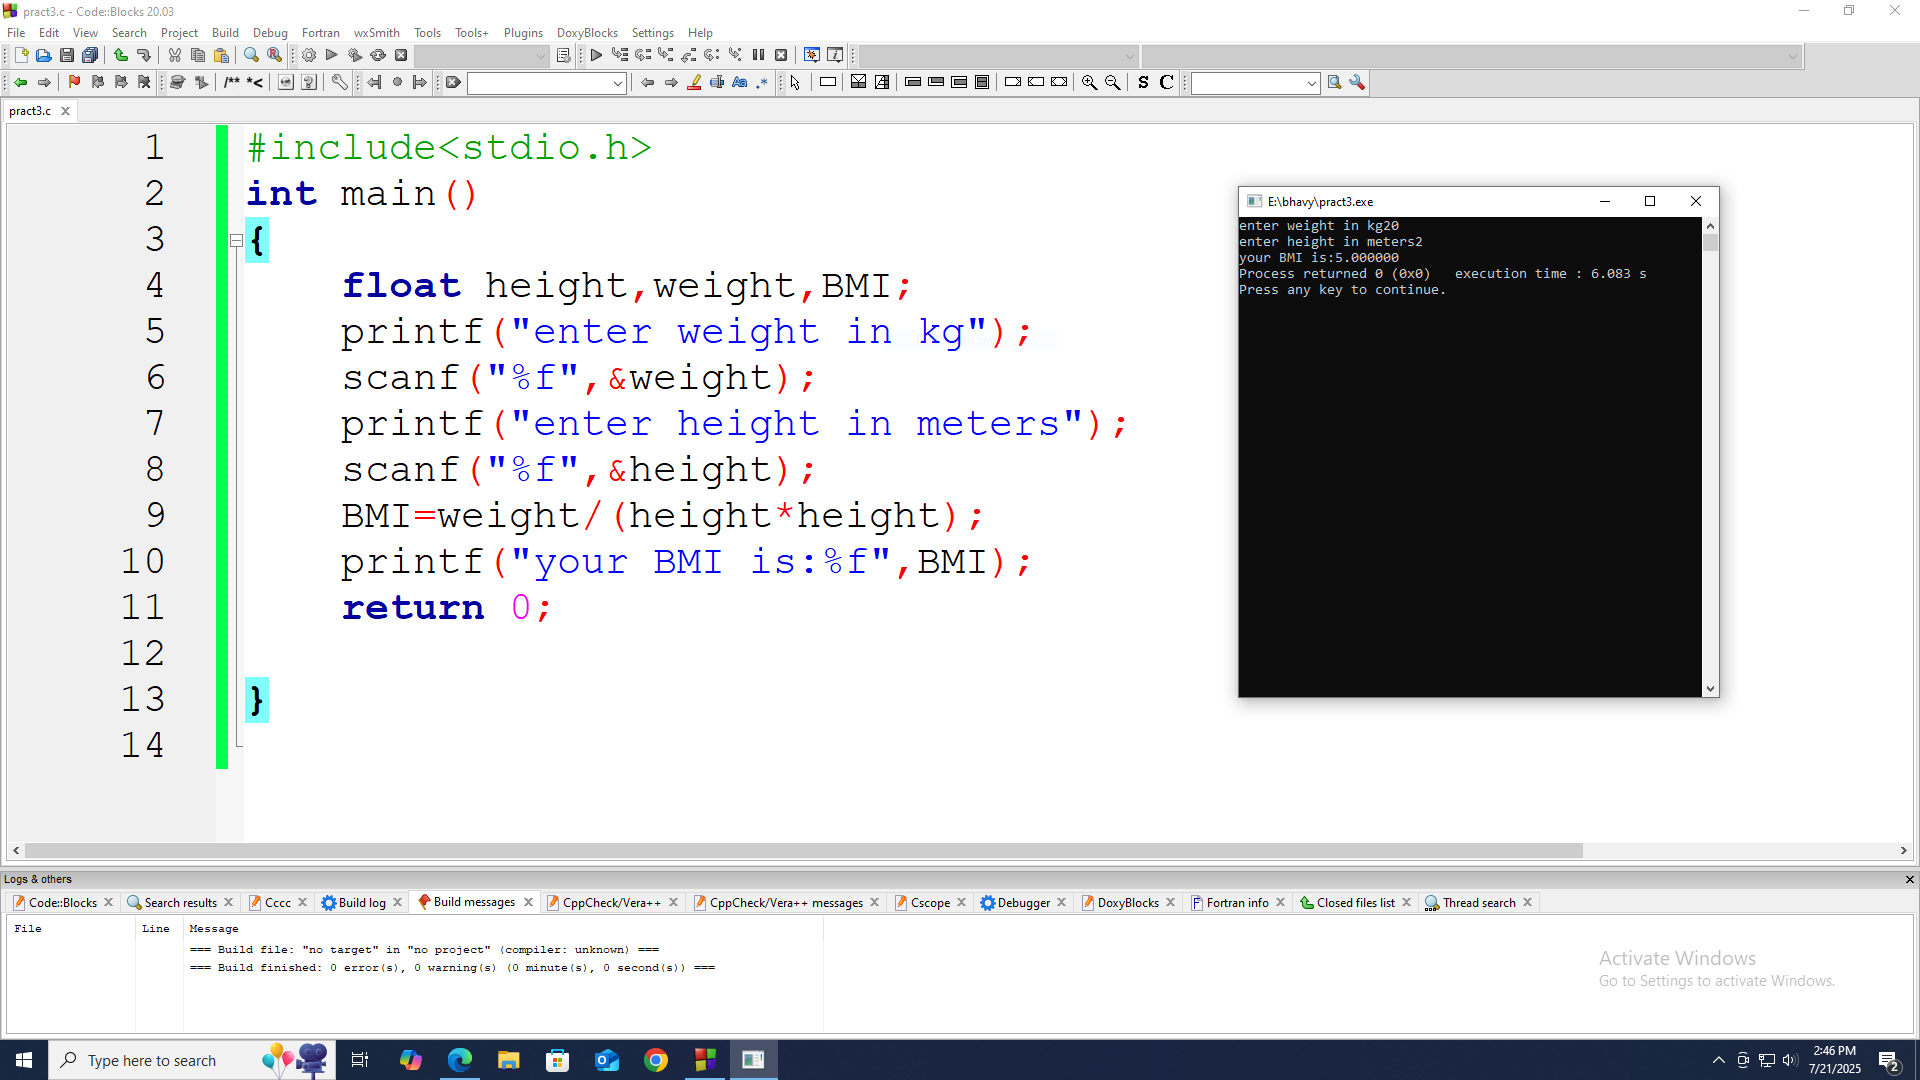 pract3.c - Code::Blocks 20.03
File Edit View Search Project Build Debug Fortran wxSmith Tools Tools+ Plugins DoxyBlocks Settings Help
/** *< Aa .* S C
pract3.c
1 #include<stdio.h>
2 int main()
3 {
4 float height,weight,BMI;
5 printf("enter weight in kg");
6 scanf("%f",&weight);
7 printf("enter height in meters");
8 scanf("%f",&height);
9 BMI=weight/(height*height);
10 printf("your BMI is:%f",BMI);
11 return 0;
12
13 }
14
E:\bhavy\pract3.exe
enter weight in kg20
enter height in meters2
your BMI is:5.000000
Process returned 0 (0x0)   execution time : 6.083 s
Press any key to continue.
Logs & others
Code::Blocks Search results Cccc Build log Build messages CppCheck/Vera++ CppCheck/Vera++ messages Cscope Debugger DoxyBlocks Fortran info Closed files list Thread search
File Line Message
=== Build file: "no target" in "no project" (compiler: unknown) ===
=== Build finished: 0 error(s), 0 warning(s) (0 minute(s), 0 second(s)) ===
Activate Windows
Go to Settings to activate Windows.
Type here to search
2:46 PM
7/21/2025
2